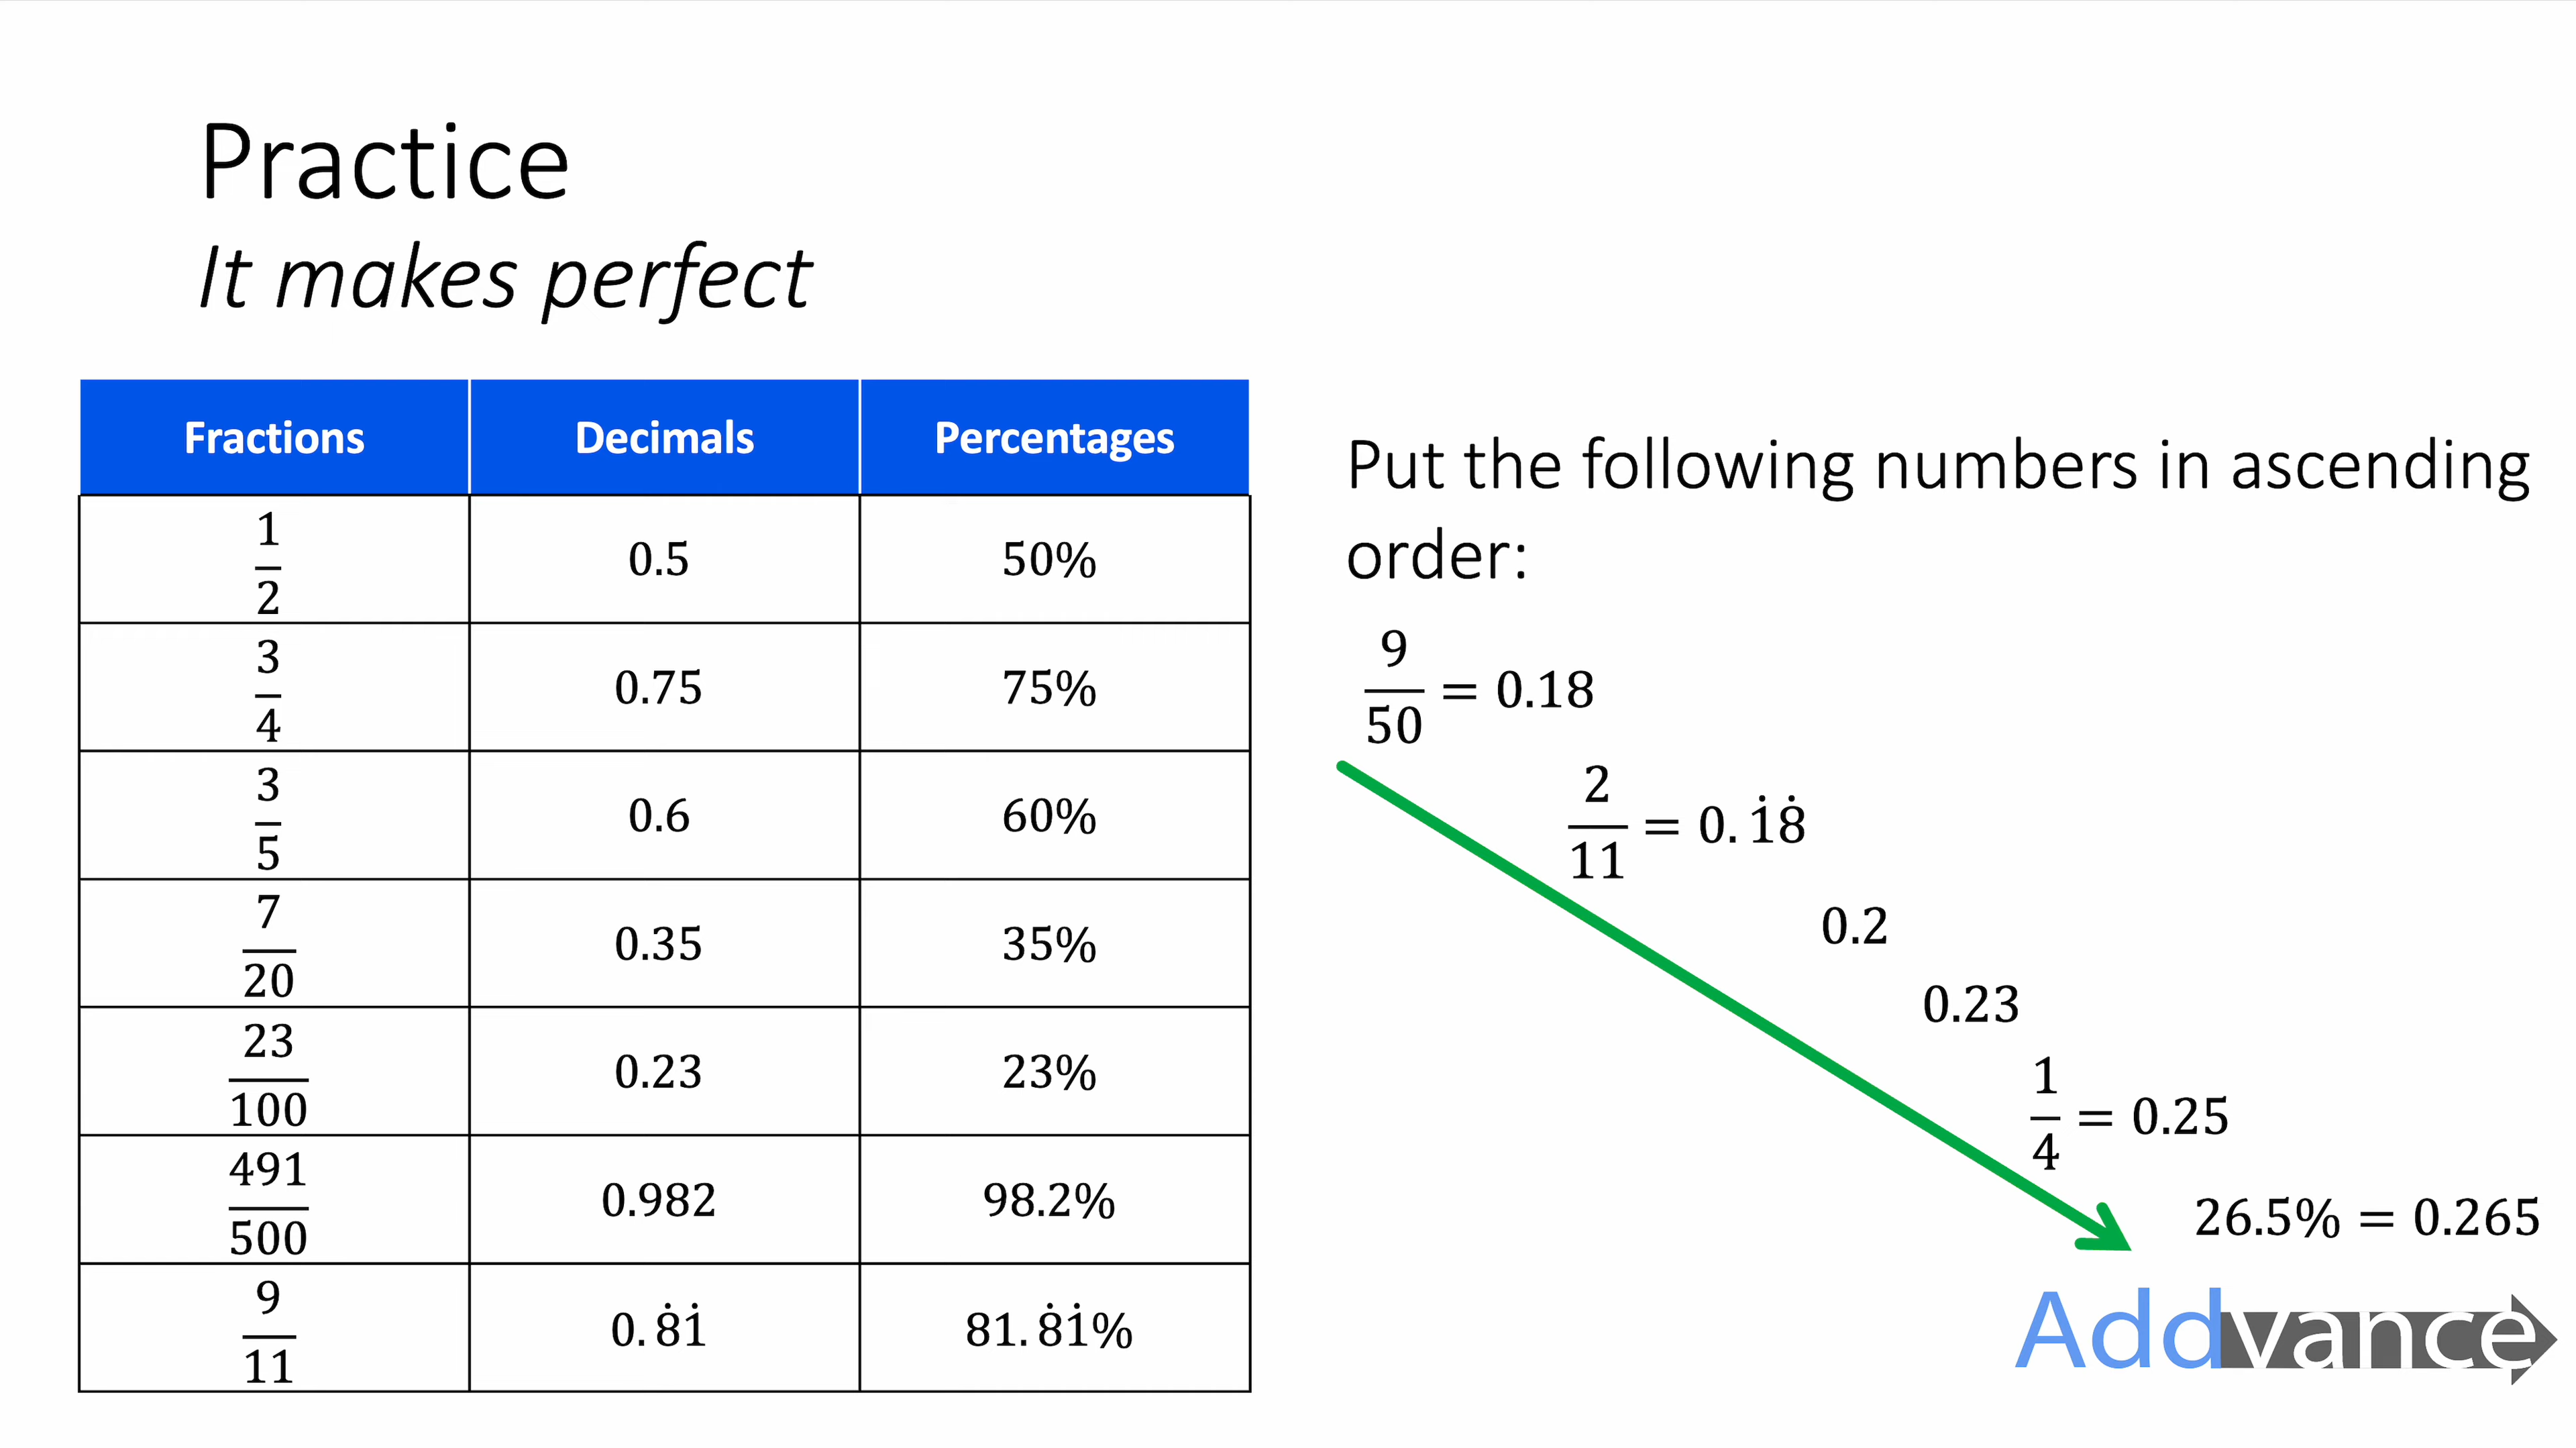 Practice
It makes perfect
Fractions Decimals Percentages
1/2 0.5 50%
3/4 0.75 75%
3/5 0.6 60%
7/20 0.35 35%
23/100 0.23 23%
491/500 0.982 98.2%
9/11 0.8̇1̇ 81.8̇1̇%
Put the following numbers in ascending
order:
9/50 = 0.18
2/11 = 0.1̇8̇
0.2
0.23
1/4 = 0.25
26.5% = 0.265
Addvance